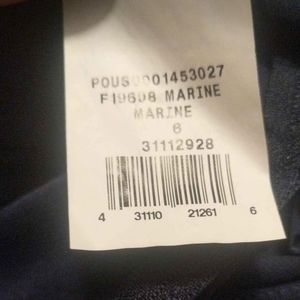 POUS0001453027
F19608 MARINE
MARINE
6
31112928
4 31110 21261 6